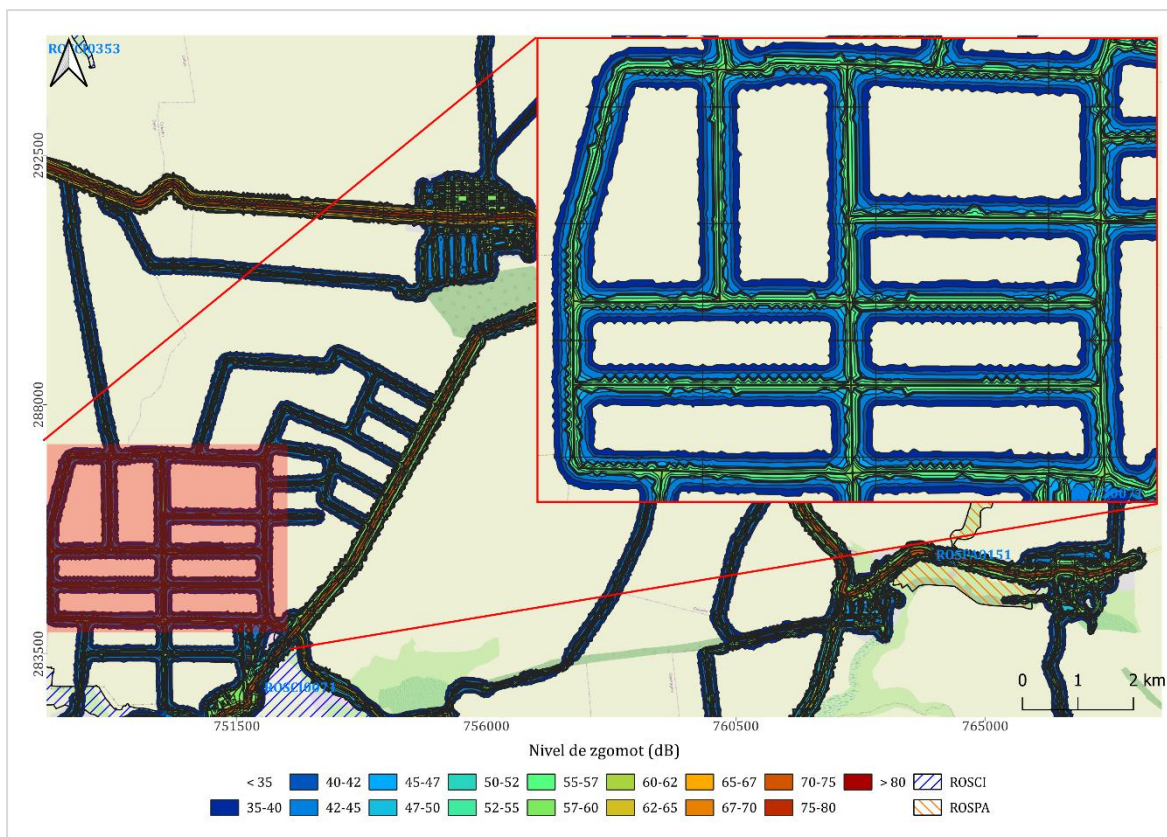 ROSCI0353
292500
288000
283500
ROSPA0151
ROSCI0071
0 1 2 km
751500 756000 760500 765000
Nivel de zgomot (dB)
< 35 40-42 45-47 50-52 55-57 60-62 65-67 70-75 > 80 ROSCI
35-40 42-45 47-50 52-55 57-60 62-65 67-70 75-80 ROSPA